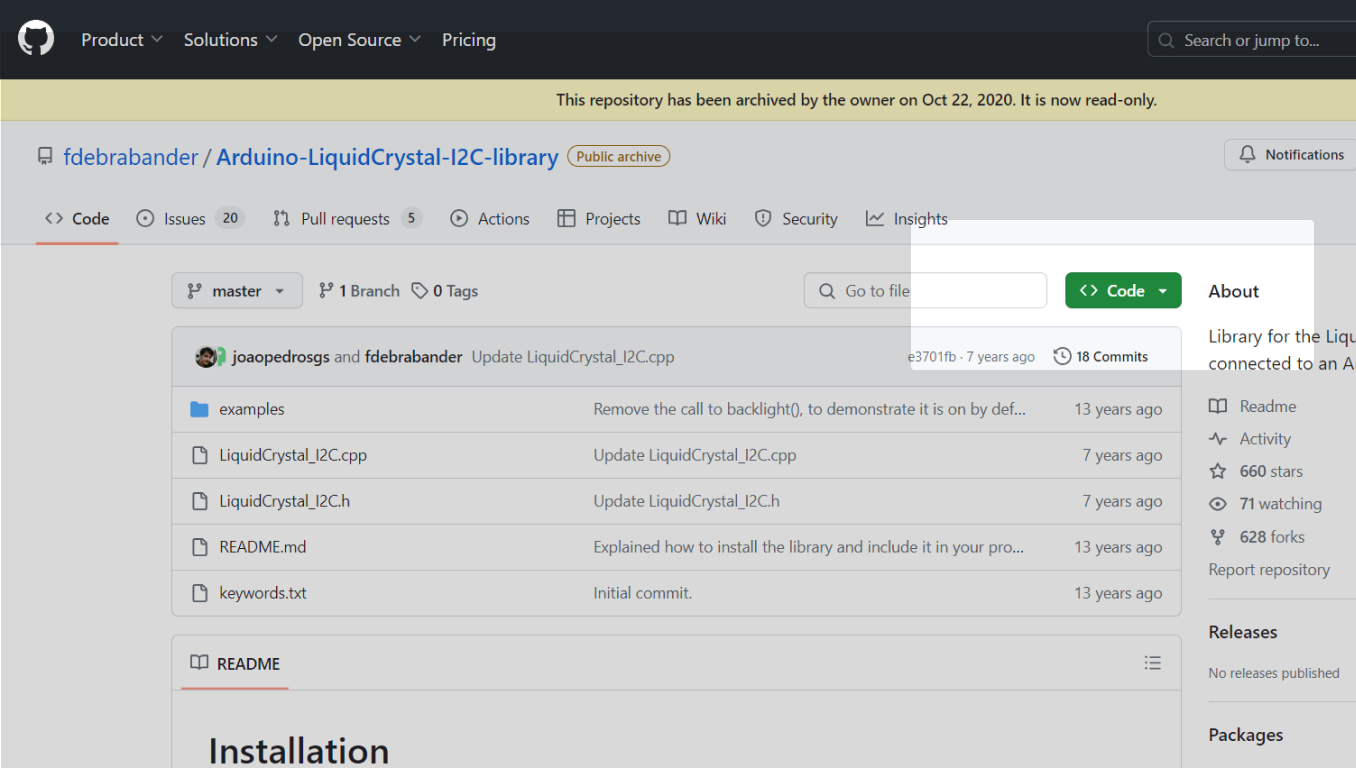 Product Solutions Open Source Pricing Search or jump to...
This repository has been archived by the owner on Oct 22, 2020. It is now read-only.
fdebrabander / Arduino-LiquidCrystal-I2C-library Public archive Notifications
Code Issues 20 Pull requests 5 Actions Projects Wiki Security Insights
master 1 Branch 0 Tags Go to file Code
joaopedrosgs and fdebrabander Update LiquidCrystal_I2C.cpp e3701fb · 7 years ago 18 Commits
examples Remove the call to backlight(), to demonstrate it is on by def... 13 years ago
LiquidCrystal_I2C.cpp Update LiquidCrystal_I2C.cpp 7 years ago
LiquidCrystal_I2C.h Update LiquidCrystal_I2C.h 7 years ago
README.md Explained how to install the library and include it in your pro... 13 years ago
keywords.txt Initial commit. 13 years ago
README
Installation
About
Library for the Liqu
connected to an A
Readme
Activity
660 stars
71 watching
628 forks
Report repository
Releases
No releases published
Packages